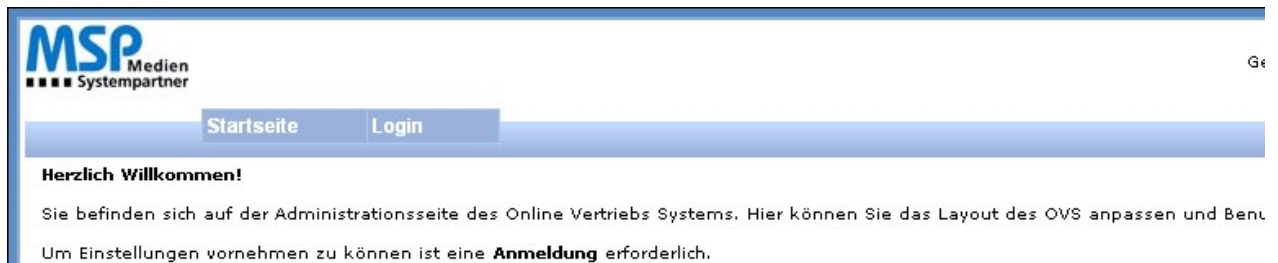 MSP Medien
Systempartner
Startseite Login
Herzlich Willkommen!
Sie befinden sich auf der Administrationsseite des Online Vertriebs Systems. Hier können Sie das Layout des OVS anpassen und
Um Einstellungen vornehmen zu können ist eine Anmeldung erforderlich.